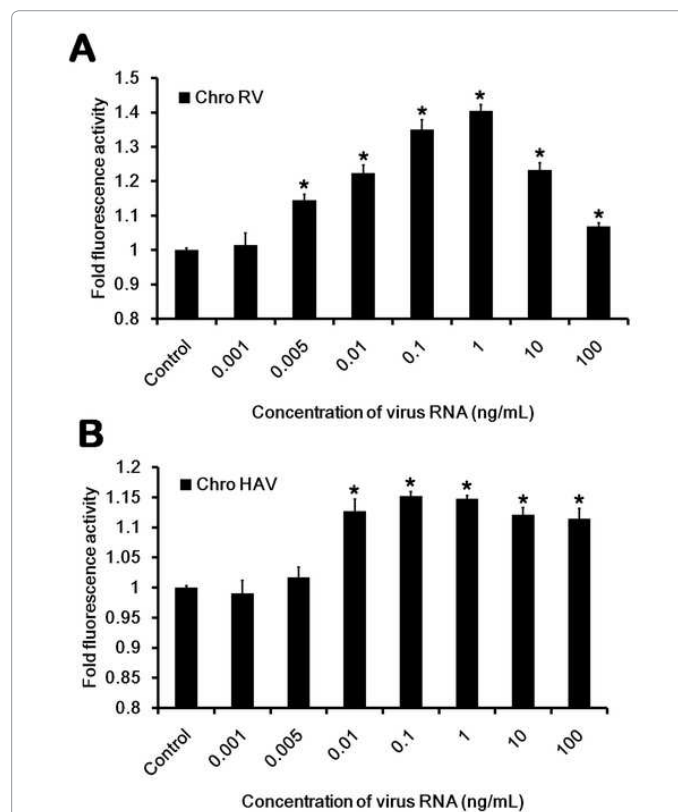 A
Fold fluorescence activity
1.5
1.4
1.3
1.2
1.1
1
0.9
0.8
Chro RV
* * * * * *
Control 0.001 0.005 0.01 0.1 1 10 100
Concentration of virus RNA (ng/mL)
B
Fold fluorescence activity
1.2
1.15
1.1
1.05
1
0.95
0.9
0.85
0.8
Chro HAV
* * * * *
Control 0.001 0.005 0.01 0.1 1 10 100
Concentration of virus RNA (ng/mL)